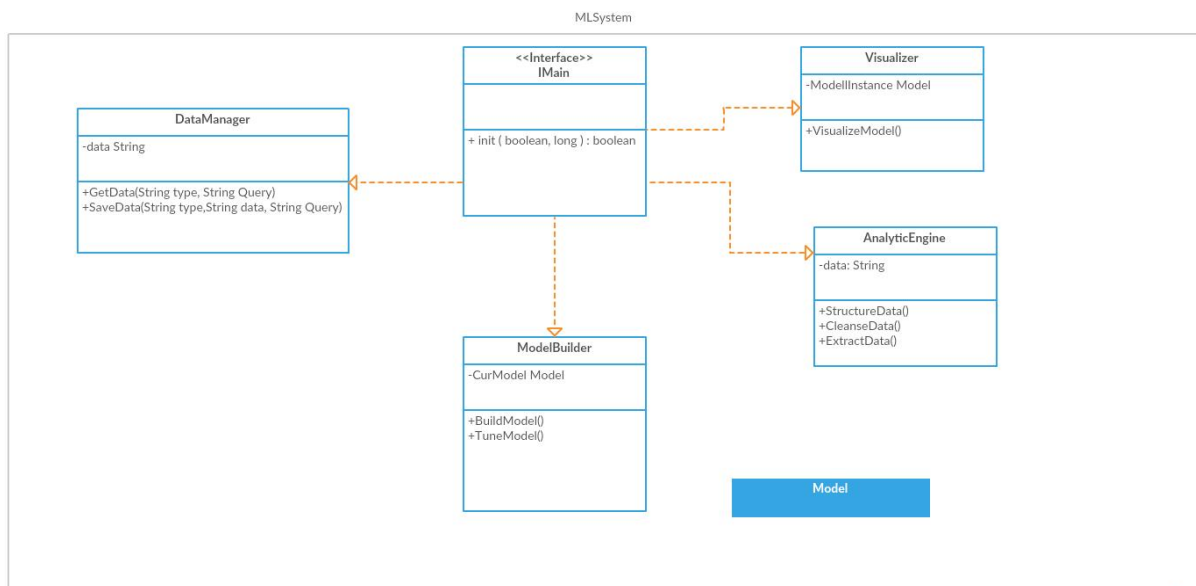 MLSystem
<<Interface>>
IMain
+ init ( boolean, long ) : boolean
Visualizer
-ModelIInstance Model
+VisualizeModel()
DataManager
-data String
+GetData(String type, String Query)
+SaveData(String type,String data, String Query)
AnalyticEngine
-data: String
+StructureData()
+CleanseData()
+ExtractData()
ModelBuilder
-CurModel Model
+BuildModel()
+TuneModel()
Model